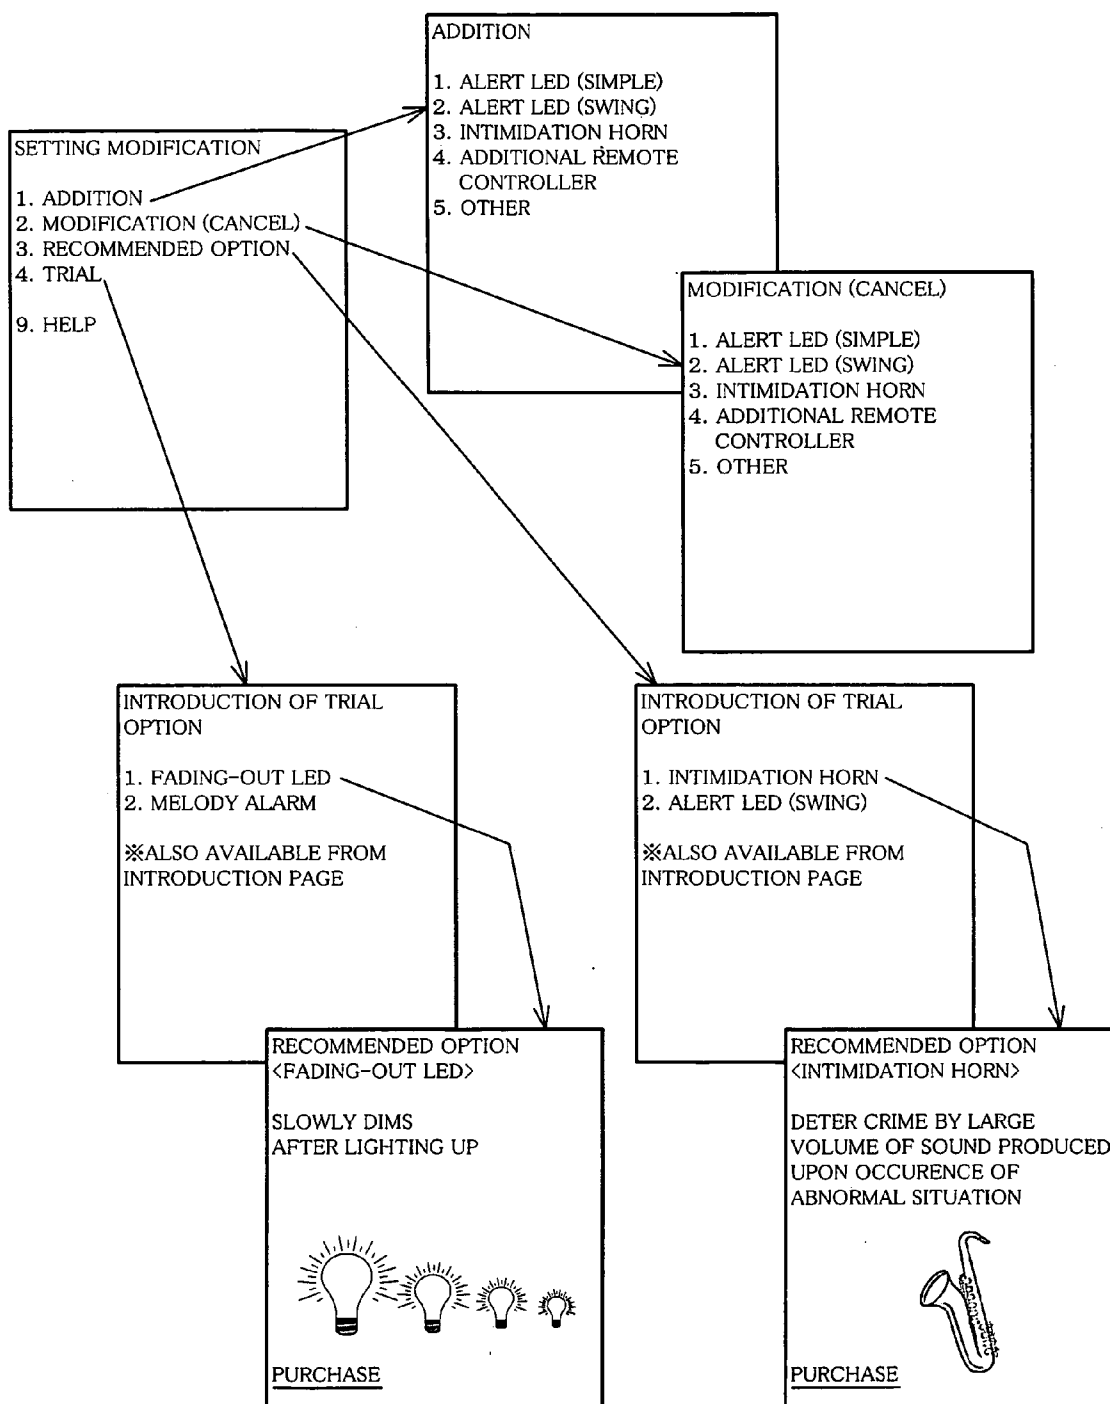 ADDITION
1. ALERT LED (SIMPLE)
2. ALERT LED (SWING)
3. INTIMIDATION HORN
4. ADDITIONAL REMOTE
CONTROLLER
5. OTHER
SETTING MODIFICATION
1. ADDITION
2. MODIFICATION (CANCEL)
3. RECOMMENDED OPTION
4. TRIAL
9. HELP
MODIFICATION (CANCEL)
1. ALERT LED (SIMPLE)
2. ALERT LED (SWING)
3. INTIMIDATION HORN
4. ADDITIONAL REMOTE
CONTROLLER
5. OTHER
INTRODUCTION OF TRIAL
OPTION
1. FADING-OUT LED
2. MELODY ALARM
※ALSO AVAILABLE FROM
INTRODUCTION PAGE
INTRODUCTION OF TRIAL
OPTION
1. INTIMIDATION HORN
2. ALERT LED (SWING)
※ALSO AVAILABLE FROM
INTRODUCTION PAGE
RECOMMENDED OPTION
<FADING-OUT LED>
SLOWLY DIMS
AFTER LIGHTING UP
PURCHASE
RECOMMENDED OPTION
<INTIMIDATION HORN>
DETER CRIME BY LARGE
VOLUME OF SOUND PRODUCED
UPON OCCURENCE OF
ABNORMAL SITUATION
PURCHASE